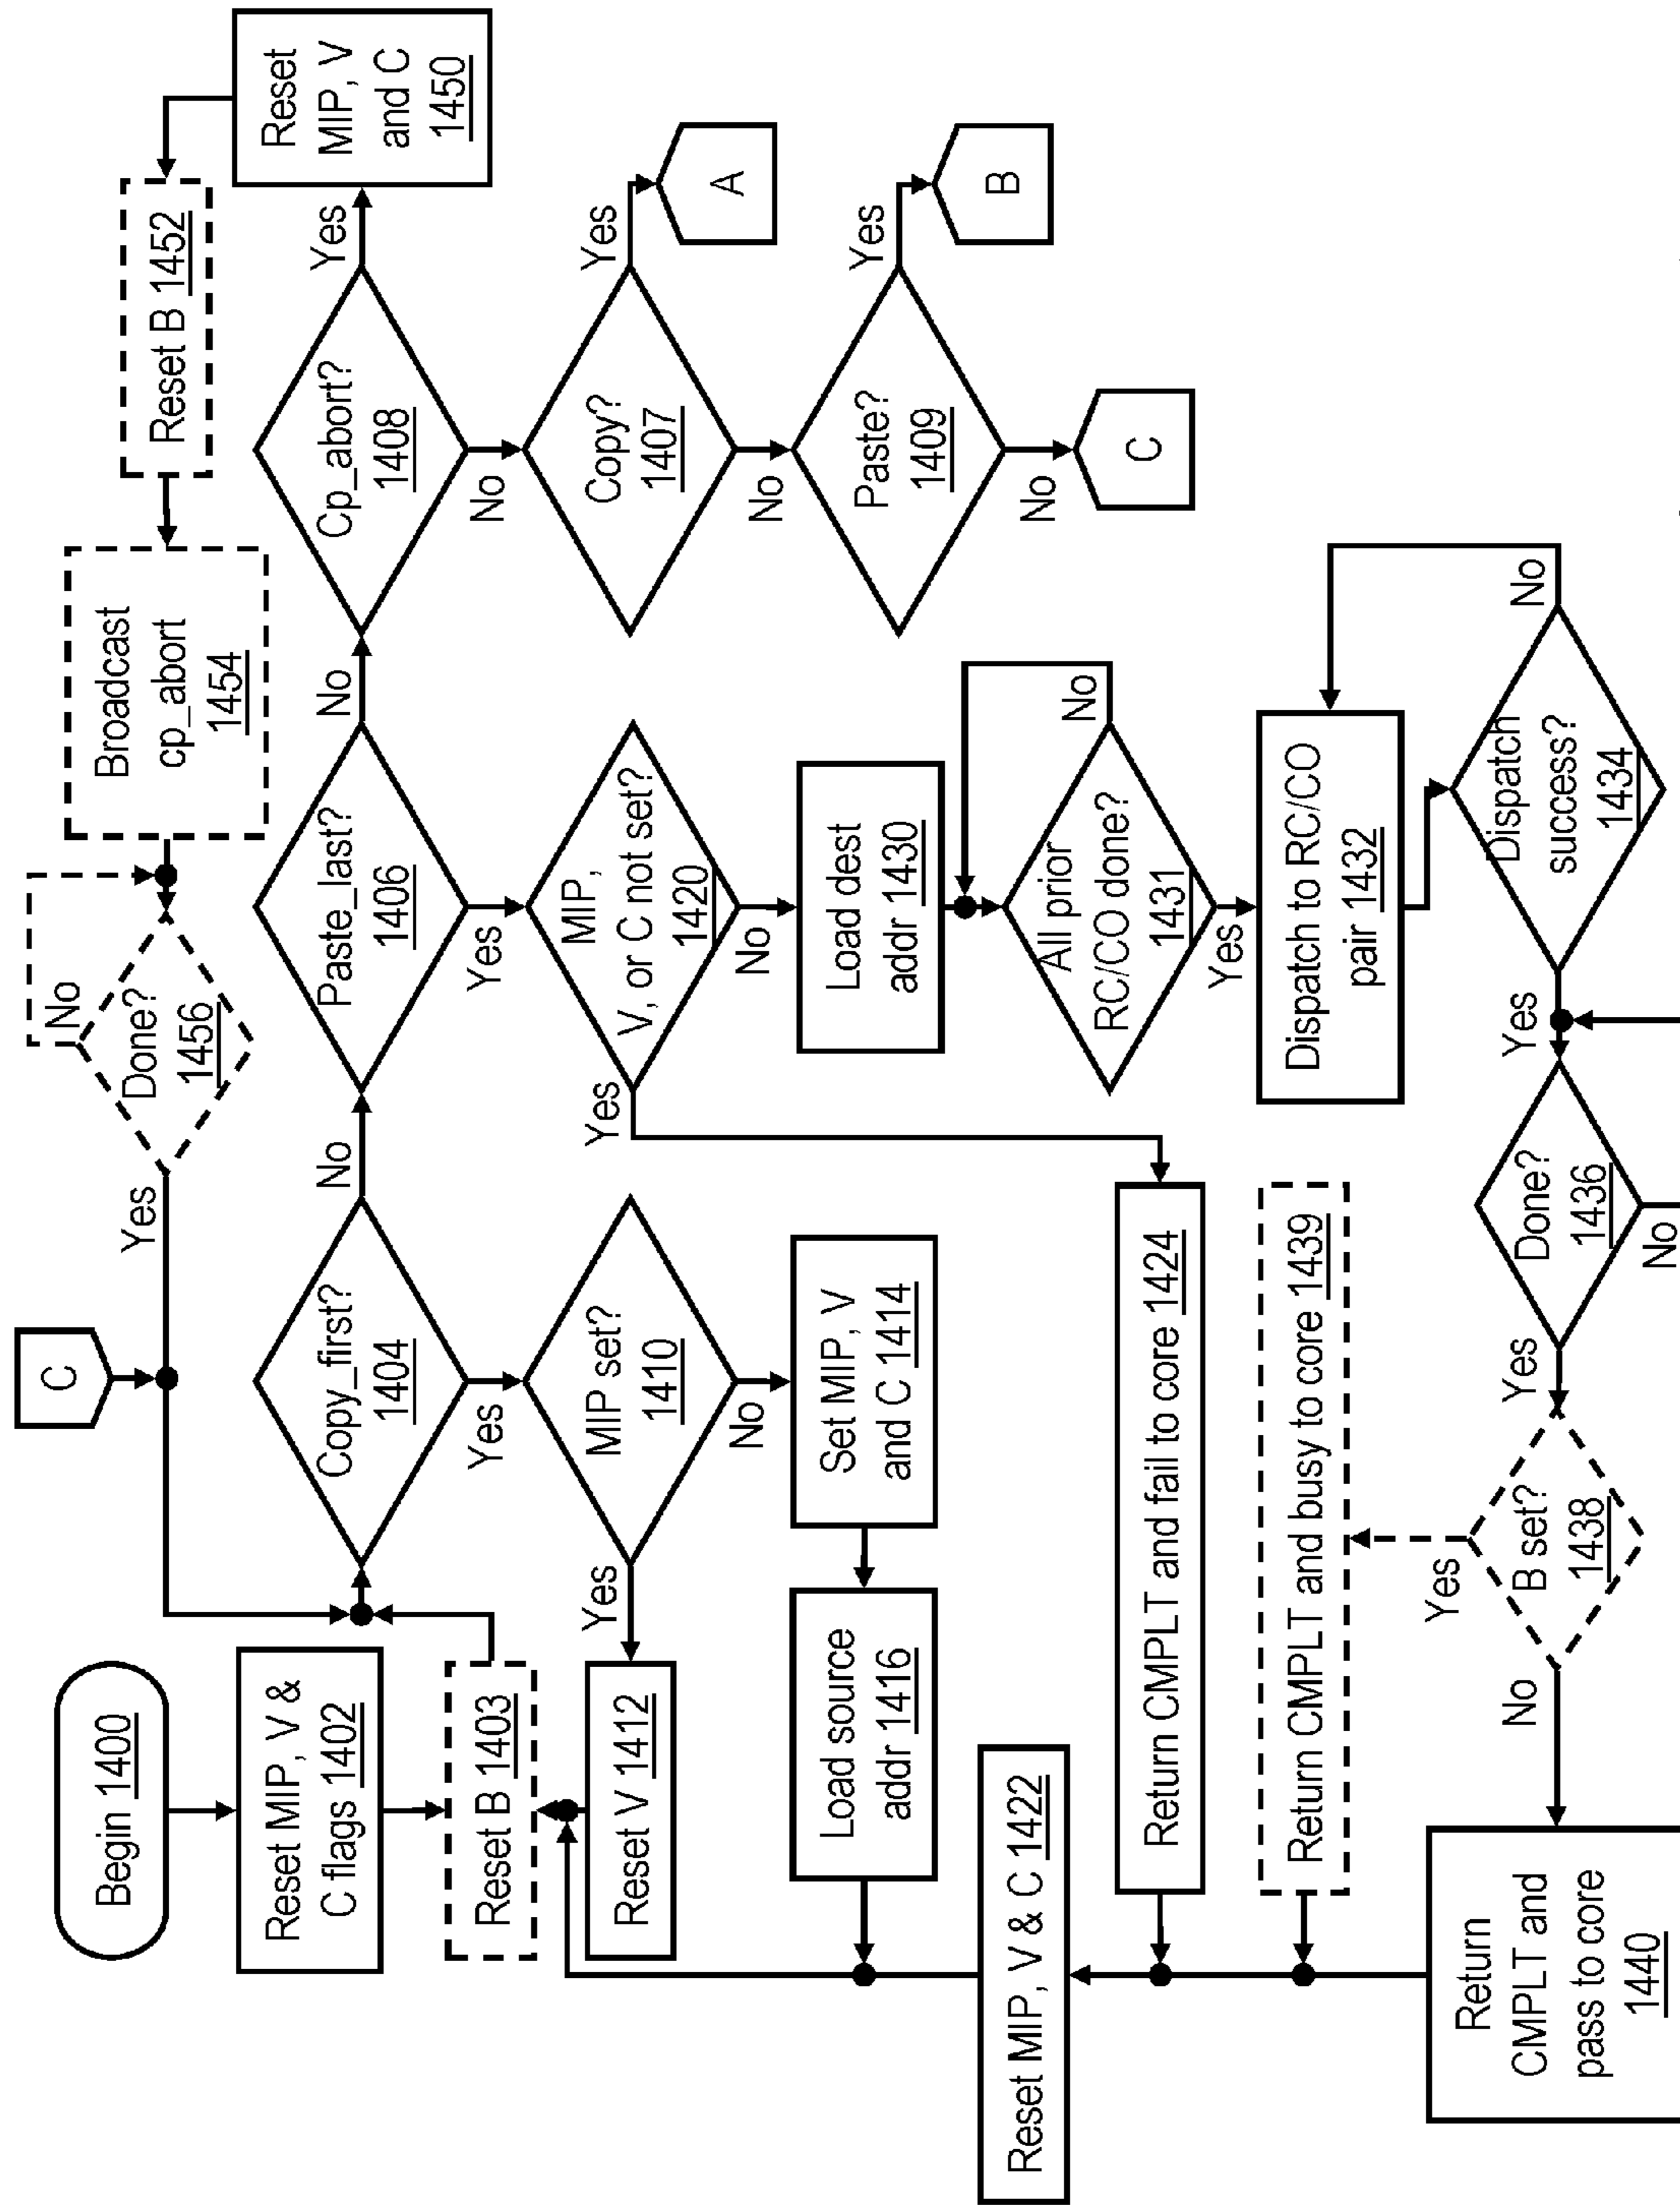 Begin 1400
Reset MIP, V &
C flags 1402
Reset B 1403
C
Copy_first?
1404
No
Yes
Paste_last?
1406
No
Yes
Cp_abort?
1408
Yes
No
Reset
MIP, V
and C
1450
Reset B 1452
Broadcast
cp_abort
1454
Done?
1456
No
Yes
Copy?
1407
Yes
No
A
Paste?
1409
Yes
No
B
C
MIP set?
1410
Yes
No
Reset V 1412
Set MIP, V
and C 1414
Load source
addr 1416
MIP,
V, or C not set?
1420
Yes
No
Reset MIP, V & C 1422
Return CMPLT and fail to core 1424
Load dest
addr 1430
All prior
RC/CO done?
1431
No
Yes
Dispatch to RC/CO
pair 1432
Dispatch
success?
1434
No
Yes
Done?
1436
No
Yes
B set?
1438
Yes
No
Return CMPLT and busy to core 1439
Return
CMPLT and
pass to core
1440